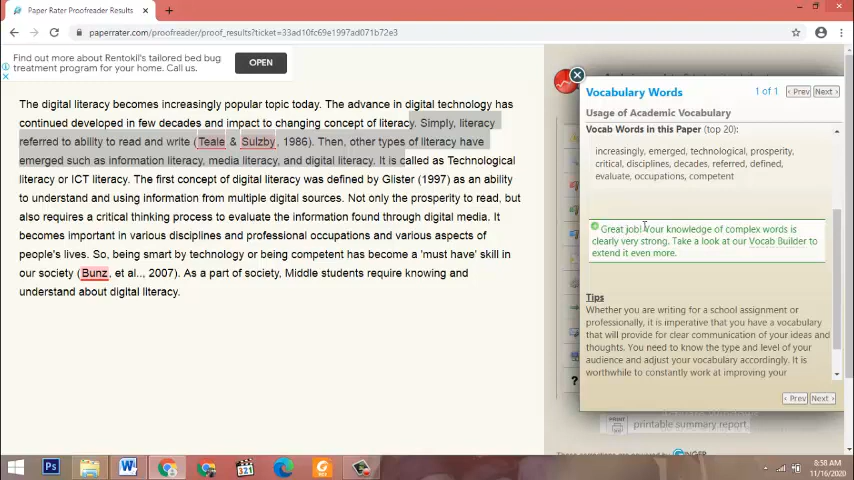 Paper Rater Proofreader Results
paperrater.com/proofreader/proof_results?ticket=33ad10fc69e1997ad071b72e3
Find out more about Rentokil's tailored bed bug
treatment program for your home. Call us.
OPEN
The digital literacy becomes increasingly popular topic today. The advance in digital technology has
continued developed in few decades and impact to changing concept of literacy. Simply, literacy
referred to ability to read and write (Teale & Sulzby, 1986). Then, other types of literacy have
emerged such as information literacy, media literacy, and digital literacy. It is called as Technological
literacy or ICT literacy. The first concept of digital literacy was defined by Glister (1997) as an ability
to understand and using information from multiple digital sources. Not only the prosperity to read, but
also requires a critical thinking process to evaluate the information found through digital media. It
becomes important in various disciplines and professional occupations and various aspects of
people's lives. So, being smart by technology or being competent has become a 'must have' skill in
our society (Bunz, et al.., 2007). As a part of society, Middle students require knowing and
understand about digital literacy.
Vocabulary Words
1 of 1
‹ Prev
Next ›
Usage of Academic Vocabulary
Vocab Words in this Paper (top 20):
increasingly, emerged, technological, prosperity,
critical, disciplines, decades, referred, defined,
evaluate, occupations, competent
Great job! Your knowledge of complex words is
clearly very strong. Take a look at our Vocab Builder to
extend it even more.
Tips
Whether you are writing for a school assignment or
professionally, it is imperative that you have a vocabulary
that will provide for clear communication of your ideas and
thoughts. You need to know the type and level of your
audience and adjust your vocabulary accordingly. It is
worthwhile to constantly work at improving your
‹ Prev
Next ›
printable summary report
GINGER
Ps
W
321
8:58 AM
11/16/2020